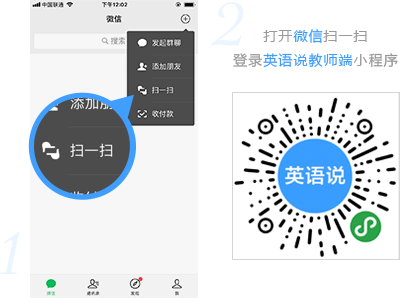 中国联通
下午12:02
微信
搜索
发起群聊
添加朋友
扫一扫
收付款
添加朋
扫一扫
微信
通讯录
发现
我
1
2
打开微信扫一扫
登录英语说教师端小程序
英语说